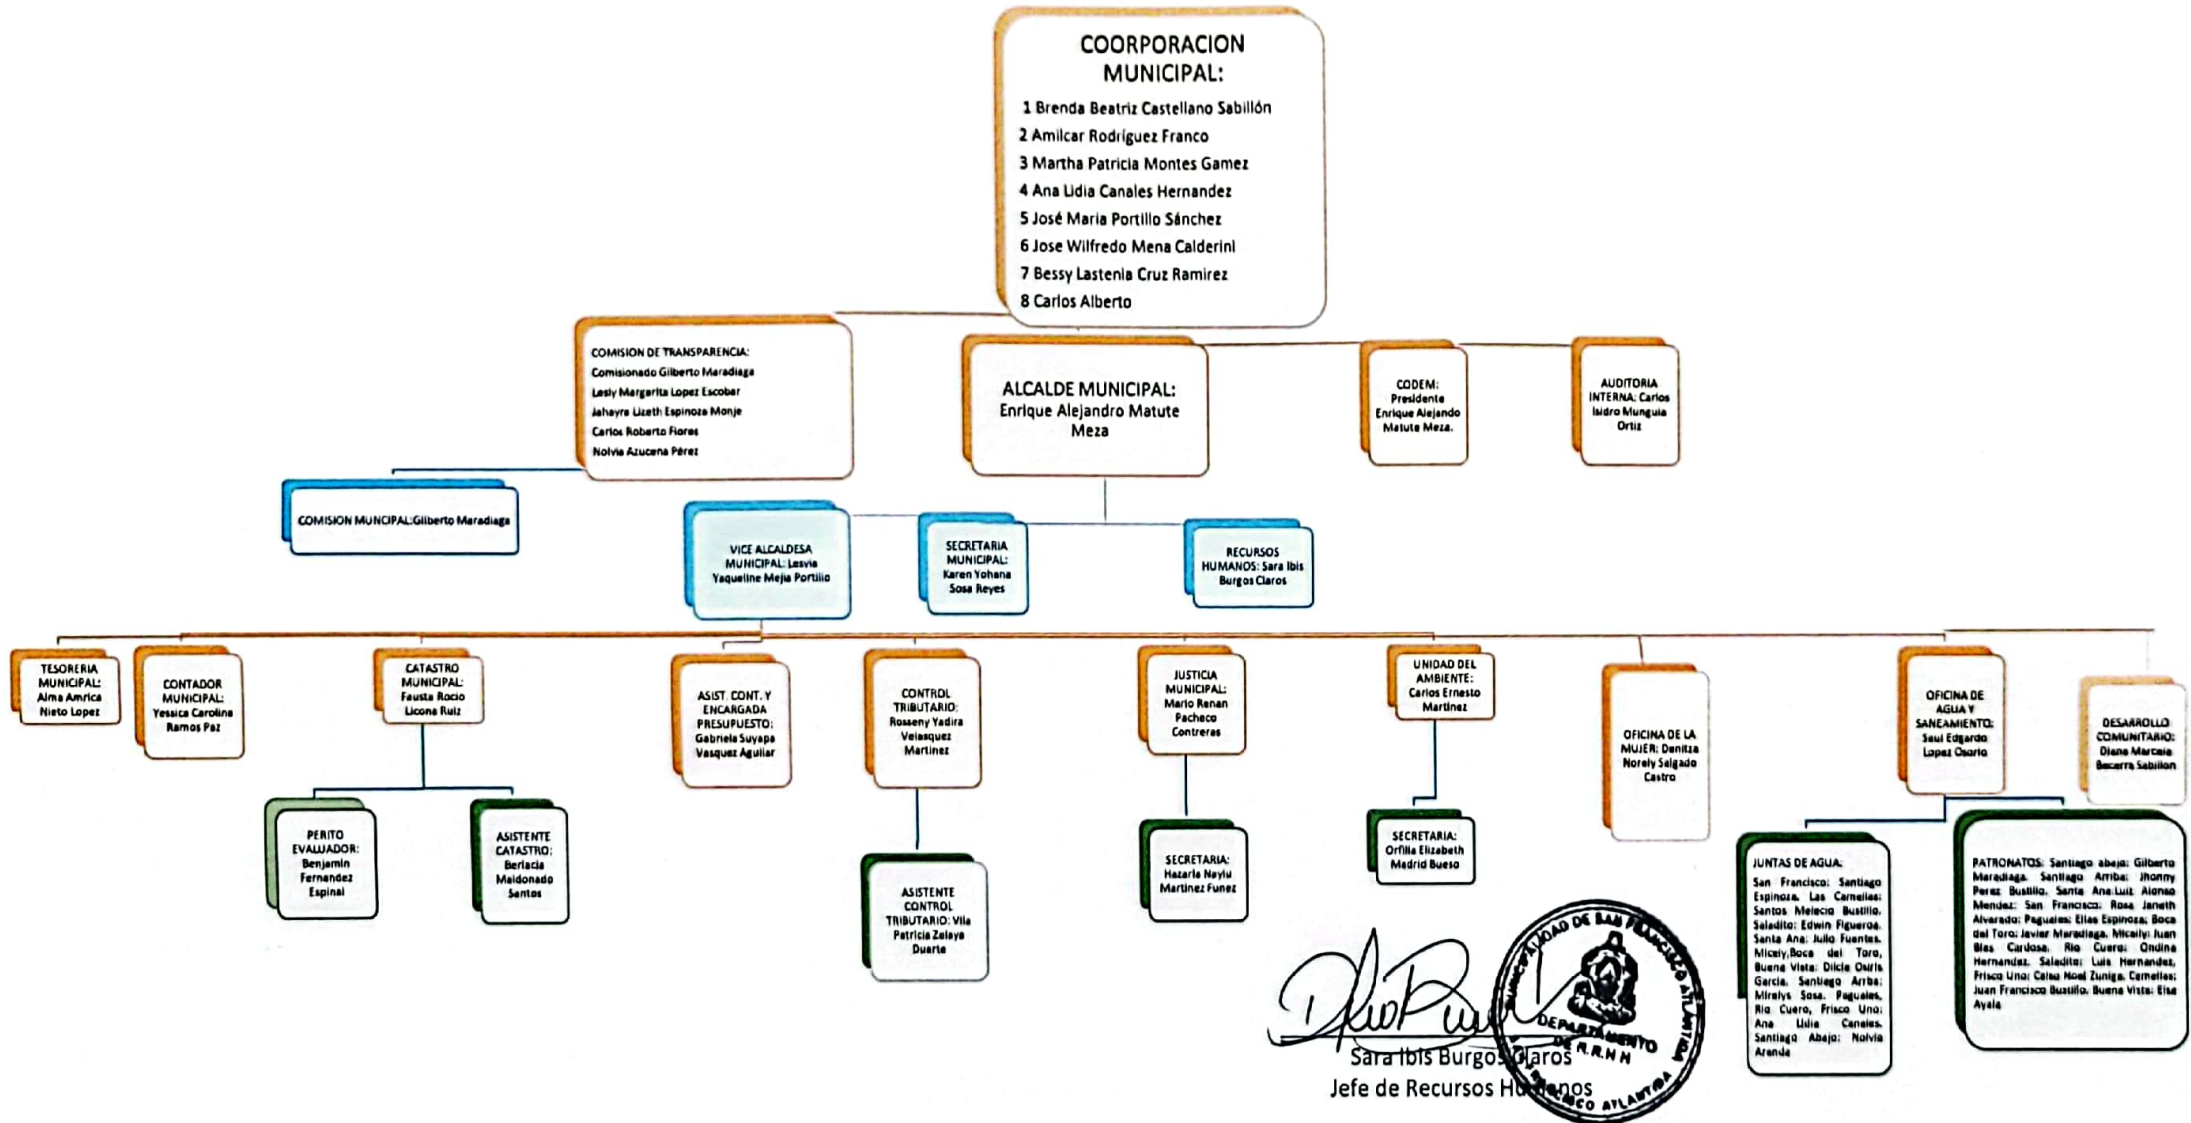 COORPORACION
MUNICIPAL:
1 Brenda Beatriz Castellano Sabillón
2 Amilcar Rodríguez Franco
3 Martha Patricia Montes Gamez
4 Ana Lidia Canales Hernandez
5 José Maria Portillo Sánchez
6 Jose Wilfredo Mena Calderini
7 Bessy Lastenia Cruz Ramirez
8 Carlos Alberto
COMISION DE TRANSPARENCIA:
Comisionado Gilberto Maradiaga
Lesly Margarita Lopez Escobar
Jahayra Lizeth Espinoza Monje
Carlos Roberto Flores
Nolvia Azucena Pérez
ALCALDE MUNICIPAL:
Enrique Alejandro Matute
Meza
CODEM:
Presidente
Enrique Alejando
Matute Meza.
AUDITORIA
INTERNA: Carlos
Isidro Munguia
Ortiz
COMISION MUNCIPAL:Gilberto Maradiaga
VICE ALCALDESA
MUNICIPAL: Lesvia
Yaqueline Mejia Portillo
SECRETARIA
MUNICIPAL:
Karen Yohana
Sosa Reyes
RECURSOS
HUMANOS: Sara Ibis
Burgos Claros
TESORERIA
MUNICIPAL:
Alma Amrica
Nieto Lopez
CONTADOR
MUNICIPAL:
Yessica Carolina
Ramos Paz
CATASTRO
MUNICIPAL:
Fausta Rocio
Licona Ruiz
ASIST. CONT. Y
ENCARGADA
PRESUPUESTO:
Gabriela Suyapa
Vasquez Aguilar
CONTROL
TRIBUTARIO:
Rosseny Yadira
Velasquez
Martinez
JUSTICIA
MUNICIPAL:
Mario Renan
Pacheco
Contreras
UNIDAD DEL
AMBIENTE:
Carlos Ernesto
Martinez
OFICINA DE LA
MUJER: Danitza
Norely Salgado
Castro
OFICINA DE
AGUA Y
SANEAMIENTO:
Saul Edgardo
Lopez Osorto
DESARROLLO
COMUNITARIO:
Diana Marcela
Becerra Sabillon
PERITO
EVALUADOR:
Benjamin
Fernandez
Espinal
ASISTENTE
CATASTRO:
Berlacia
Maldonado
Santos
ASISTENTE
CONTROL
TRIBUTARIO: Vila
Patricia Zelaya
Duarte
SECRETARIA:
Hazarla Naylu
Martinez Funez
SECRETARIA:
Orfilia Elizabeth
Madrid Bueso
JUNTAS DE AGUA:
San Francisco: Santiago
Espinoza. Las Camelias:
Santos Melecio Bustillo.
Saladito: Edwin Figueroa.
Santa Ana: Julio Fuentes.
Micely,Boca del Toro,
Buena Vista: Dilcia Osiris
Garcia. Santiago Arriba:
Mirelys Sosa. Paguales,
Rio Cuero, Frisco Uno:
Ana Lidia Canales.
Santiago Abajo: Nolvia
Aranda
PATRONATOS: Santiago abajo: Gilberto
Maradiaga. Santiago Arriba: Jhonny
Perez Bustillo. Santa Ana:Luis Alonso
Mendez: San Francisco: Rosa Janeth
Alvarado: Paguales: Elias Espinoza; Boca
del Toro: Javier Maradiaga. Micaily: Juan
Blas Cardosa. Rio Cuero: Ondina
Hernandez. Saladito: Luis Hernandez,
Frisco Uno: Celso Noel Zuniga. Camelias:
Juan Francisco Bustillo. Buena Vista: Elsa
Ayala
Sara Ibis Burgos Claros
Jefe de Recursos Humanos
MUNICIPALIDAD DE SAN FRANCISCO ATLANTIDA
DEPARTAMENTO
DE R.R.H H
SAN FRANCISCO ATLANTIDA